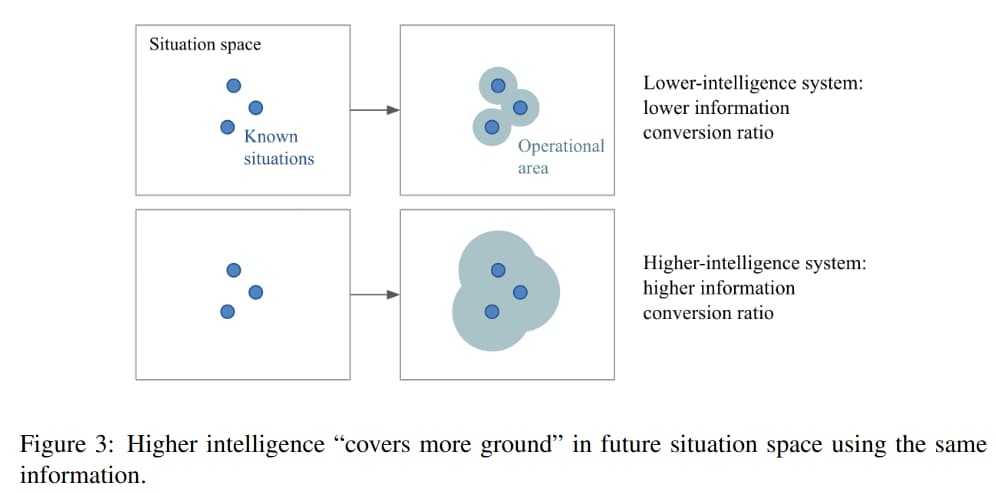 Situation space
Known
situations
Operational
area
Lower-intelligence system:
lower information
conversion ratio
Higher-intelligence system:
higher information
conversion ratio
Figure 3: Higher intelligence “covers more ground” in future situation space using the same
information.